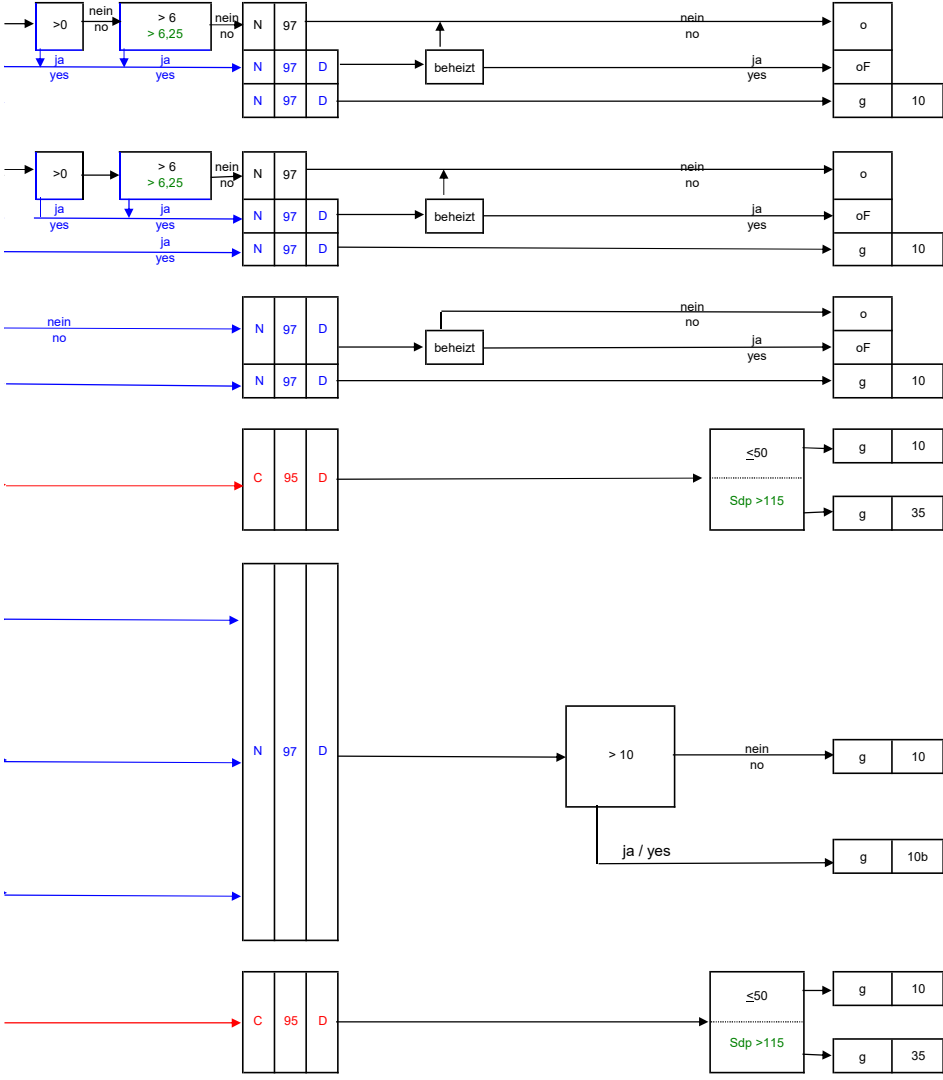 >0
nein
no
> 6
> 6,25
nein
no
N 97
nein
no
o
ja
yes
ja
yes
N 97 D
beheizt
ja
yes
oF
N 97 D
g 10
>0
> 6
> 6,25
nein
no
N 97
nein
no
o
ja
yes
ja
yes
N 97 D
beheizt
ja
yes
oF
ja
yes
N 97 D
g 10
nein
no
N 97 D
beheizt
nein
no
o
ja
yes
oF
N 97 D
g 10
C 95 D
≤50
Sdp >115
g 10
g 35
N 97 D
> 10
nein
no
g 10
ja / yes
g 10b
C 95 D
≤50
Sdp >115
g 10
g 35